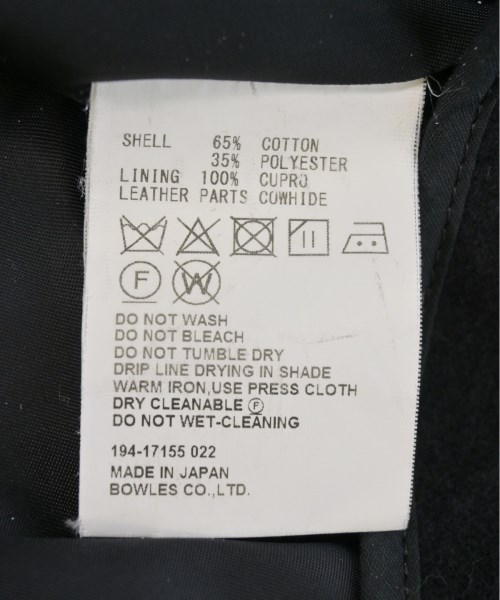 SHELL 65% COTTON
35% POLYESTER
LINING 100% CUPRO
LEATHER PARTS COWHIDE
F W
DO NOT WASH
DO NOT BLEACH
DO NOT TUMBLE DRY
DRIP LINE DRYING IN SHADE
WARM IRON,USE PRESS CLOTH
DRY CLEANABLE Ⓕ
DO NOT WET-CLEANING
194-17155 022
MADE IN JAPAN
BOWLES CO.,LTD.